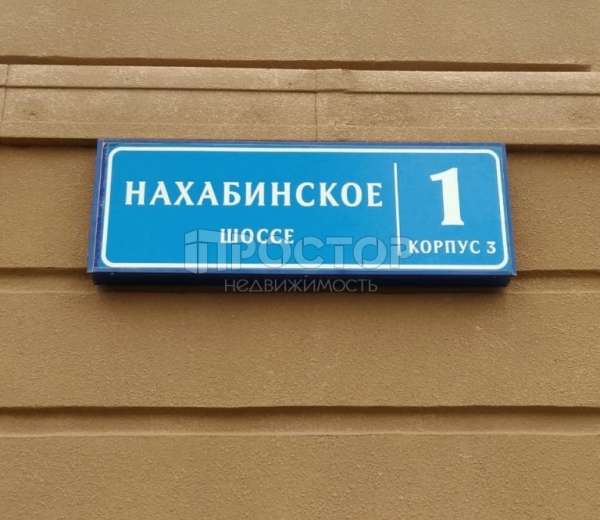 НАХАБИНСКОЕ
ШОССЕ
1
КОРПУС 3
ПРОСТОР
НЕДВИЖИМОСТЬ